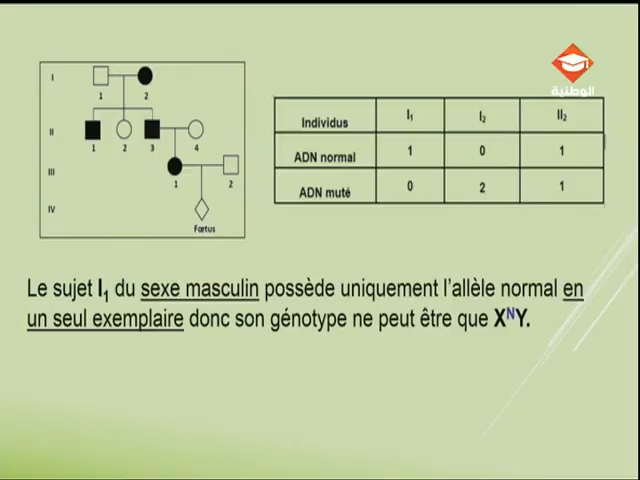 الوطنية
I
1
2
II
1
2
3
4
III
1
2
IV
Fœtus
Individus I₁ I₂ II₂
ADN normal 1 0 1
ADN muté 0 2 1
Le sujet I₁ du sexe masculin possède uniquement l'allèle normal en
un seul exemplaire donc son génotype ne peut être que XᴺY.